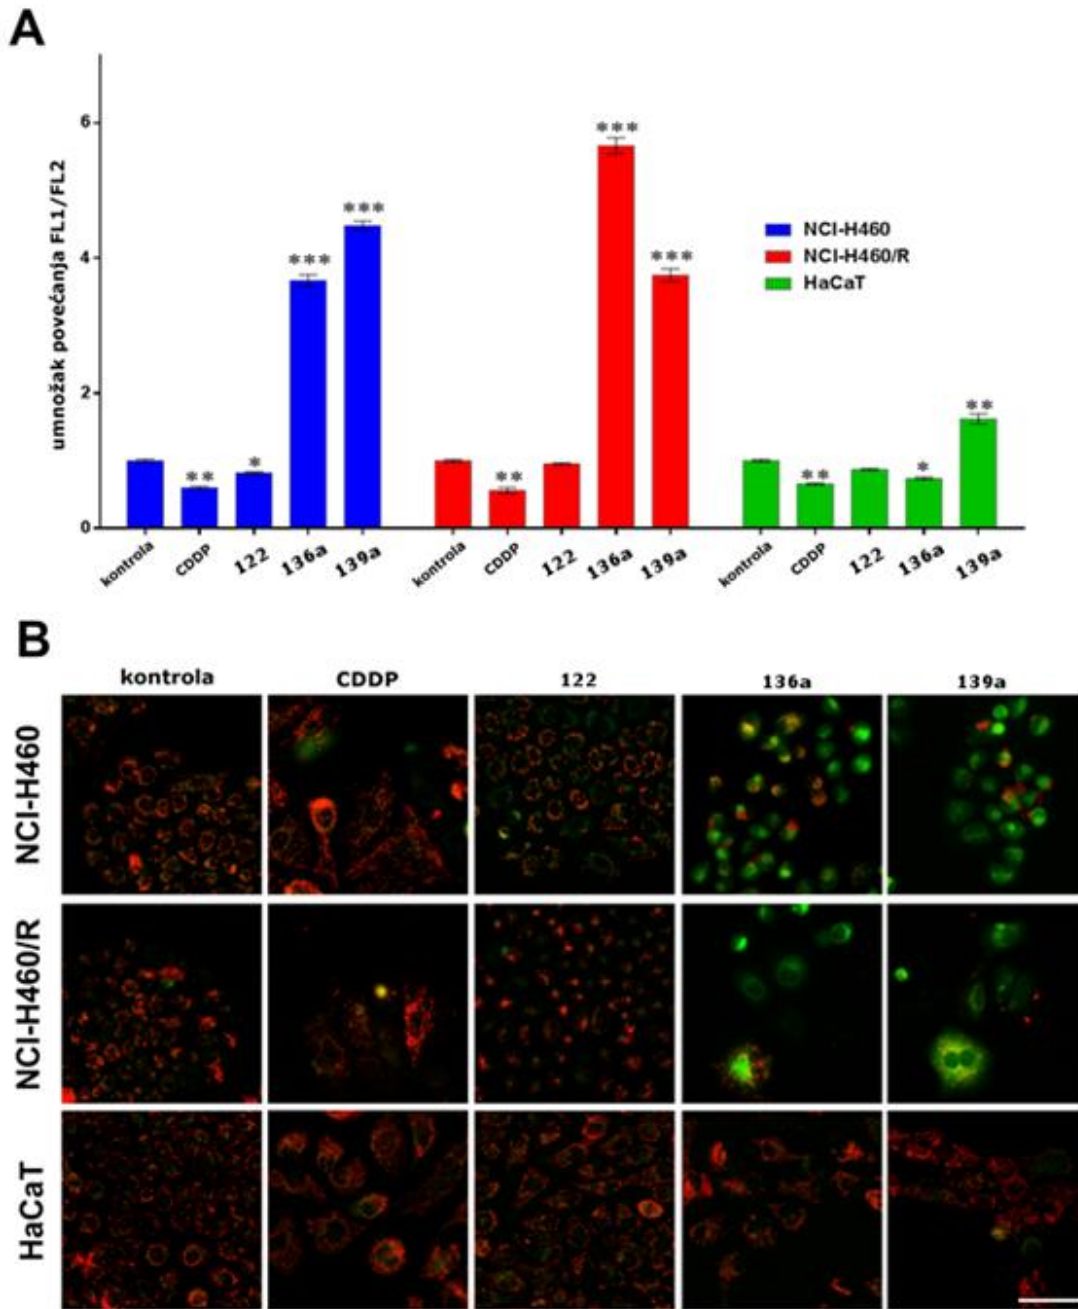 A
umnožak povećanja FL1/FL2
6
4
2
0
** * *** ***
** *** ***
** * **
NCI-H460
NCI-H460/R
HaCaT
kontrola CDDP 122 136a 139a kontrola CDDP 122 136a 139a kontrola CDDP 122 136a 139a
B
kontrola CDDP 122 136a 139a
NCI-H460
NCI-H460/R
HaCaT